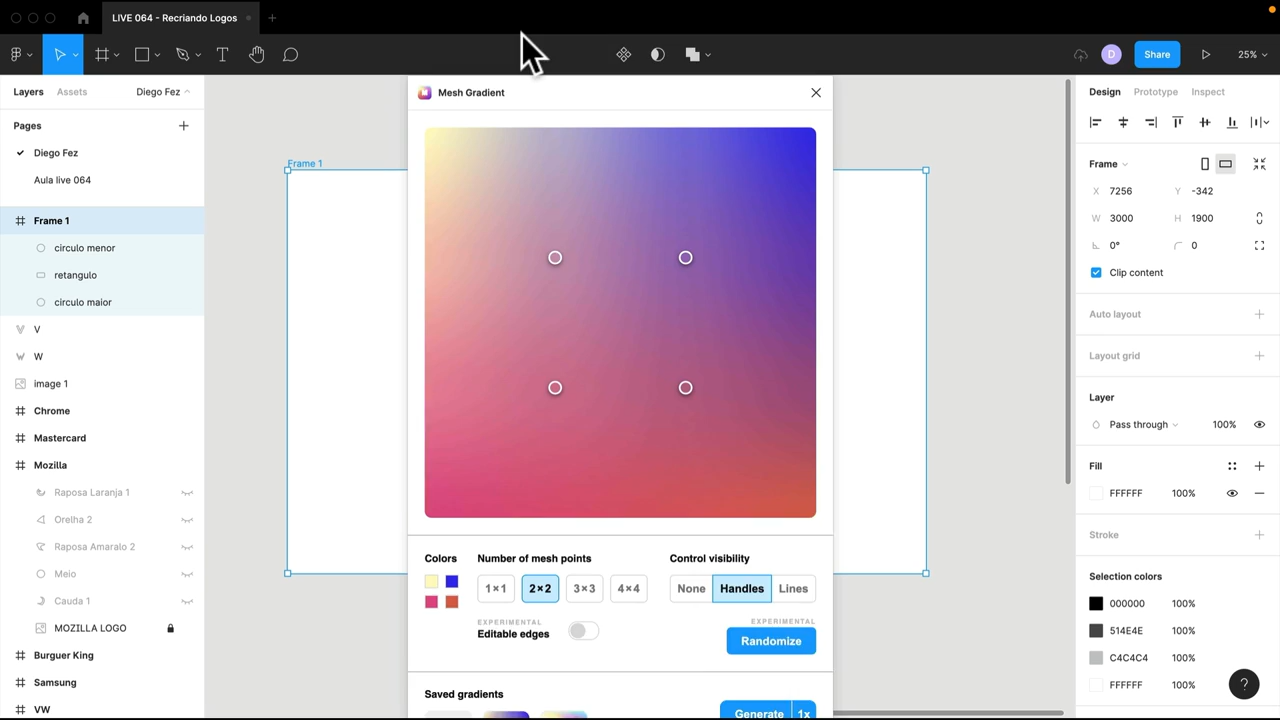 LIVE 064 - Recriando Logos
D
Share
25%
Layers
Assets
Diego Fez
Pages
Diego Fez
Aula live 064
Frame 1
circulo menor
retangulo
circulo maior
V
W
image 1
Chrome
Mastercard
Mozilla
Raposa Laranja 1
Orelha 2
Raposa Amaralo 2
Meio
Cauda 1
MOZILLA LOGO
Burguer King
Samsung
VW
Frame 1
Mesh Gradient
Colors
Number of mesh points
Control visibility
1×1
2×2
3×3
4×4
None
Handles
Lines
EXPERIMENTAL
Editable edges
EXPERIMENTAL
Randomize
Saved gradients
Generate
1x
Design
Prototype
Inspect
Frame
X 7256
Y -342
W 3000
H 1900
0°
0
Clip content
Auto layout
Layout grid
Layer
Pass through
100%
Fill
FFFFFF 100%
Stroke
Selection colors
000000 100%
514E4E 100%
C4C4C4 100%
FFFFFF 100%
?